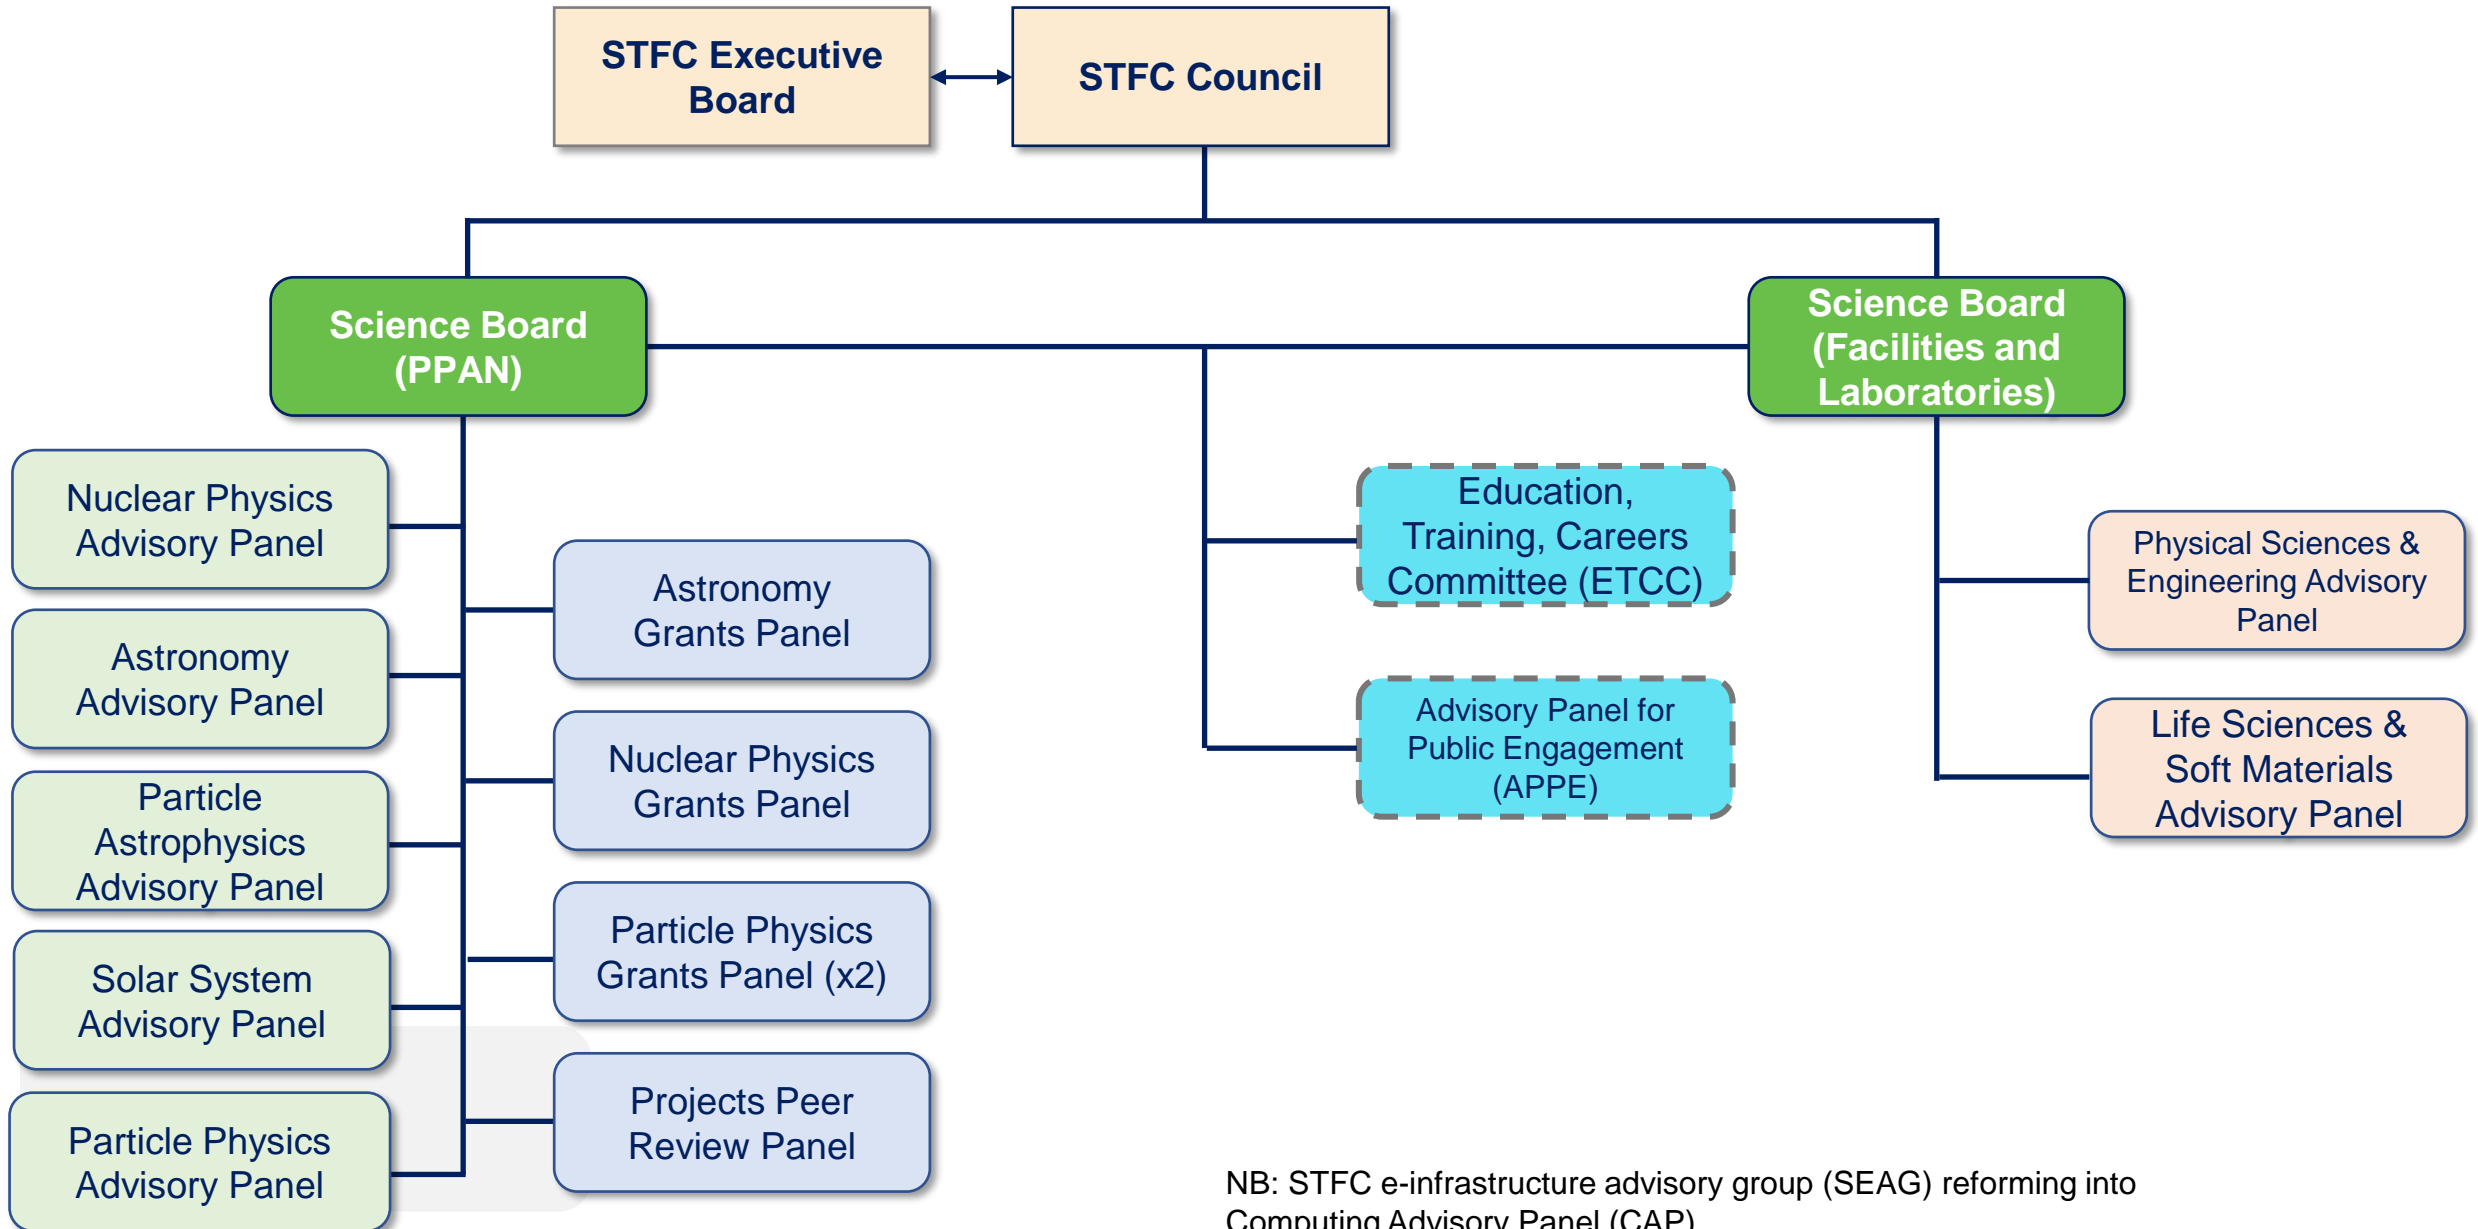 STFC Executive
Board
STFC Council
Science Board
(PPAN)
Science Board
(Facilities and
Laboratories)
Nuclear Physics
Advisory Panel
Astronomy
Advisory Panel
Particle
Astrophysics
Advisory Panel
Solar System
Advisory Panel
Particle Physics
Advisory Panel
Astronomy
Grants Panel
Nuclear Physics
Grants Panel
Particle Physics
Grants Panel (x2)
Projects Peer
Review Panel
Education,
Training, Careers
Committee (ETCC)
Advisory Panel for
Public Engagement
(APPE)
Physical Sciences &
Engineering Advisory
Panel
Life Sciences &
Soft Materials
Advisory Panel
NB: STFC e-infrastructure advisory group (SEAG) reforming into
Computing Advisory Panel (CAP)